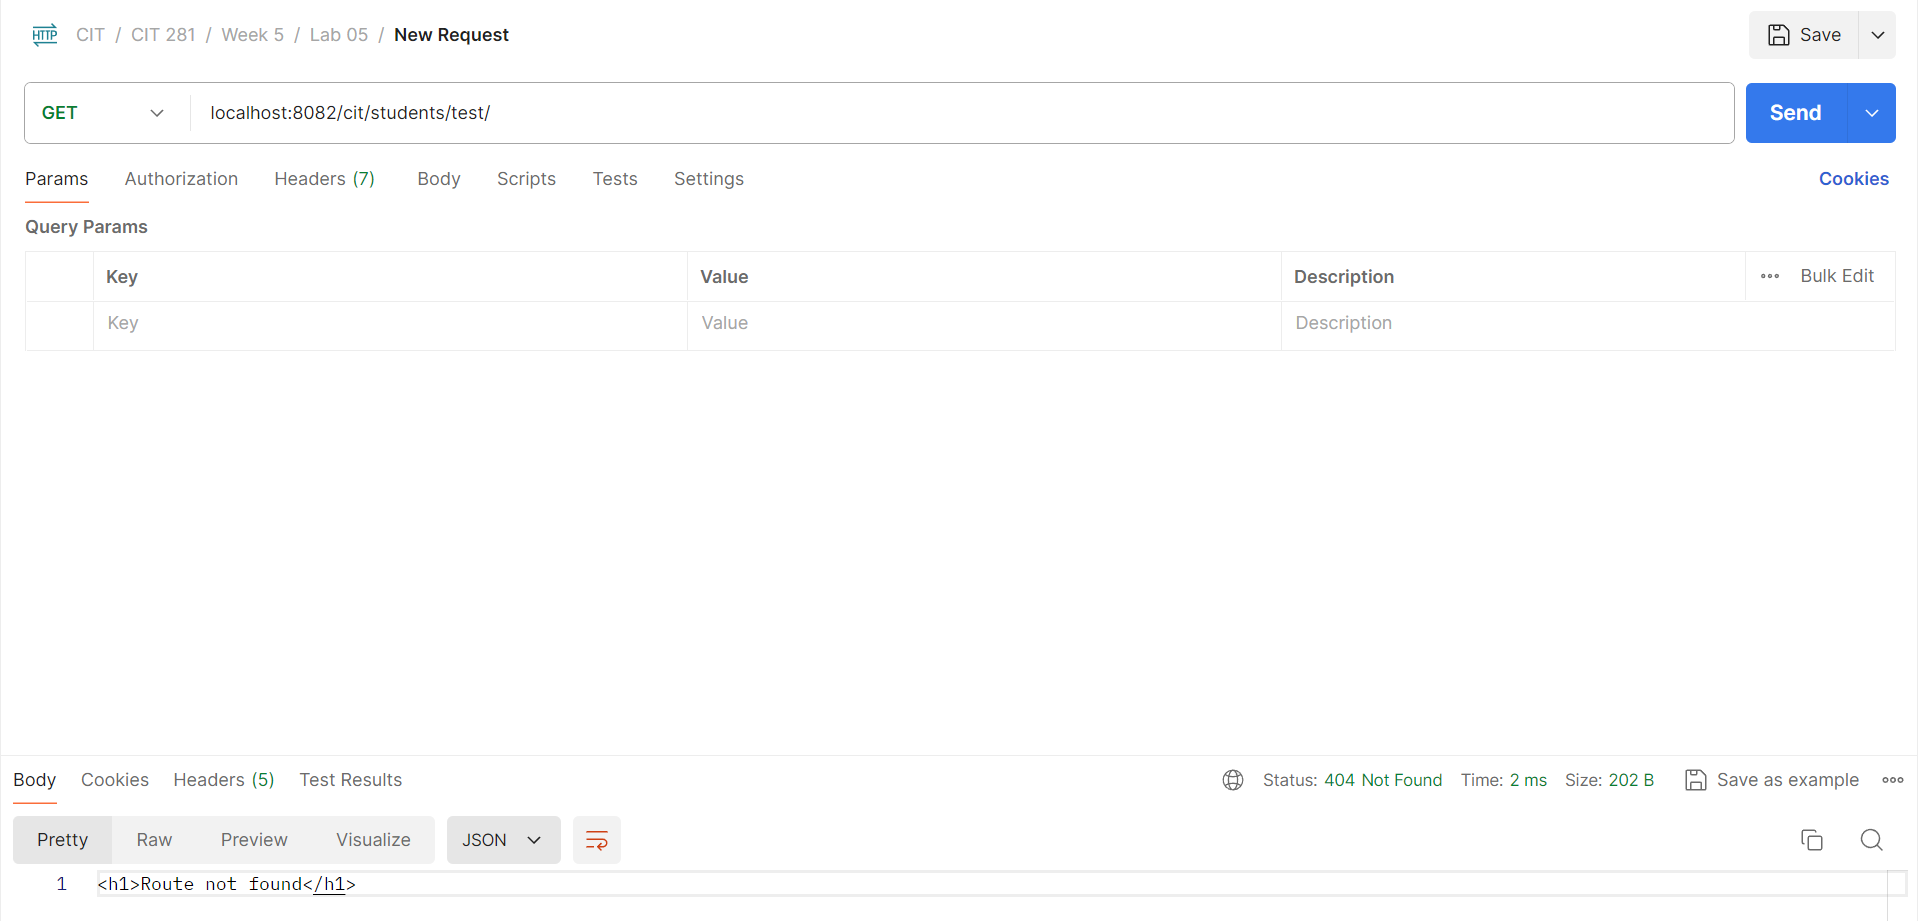 HTTP CIT / CIT 281 / Week 5 / Lab 05 / New Request Save
GET localhost:8082/cit/students/test/ Send
Params Authorization Headers (7) Body Scripts Tests Settings Cookies
Query Params
Key Value Description Bulk Edit
Key Value Description
Body Cookies Headers (5) Test Results Status: 404 Not Found Time: 2 ms Size: 202 B Save as example
Pretty Raw Preview Visualize JSON
1 <h1>Route not found</h1>